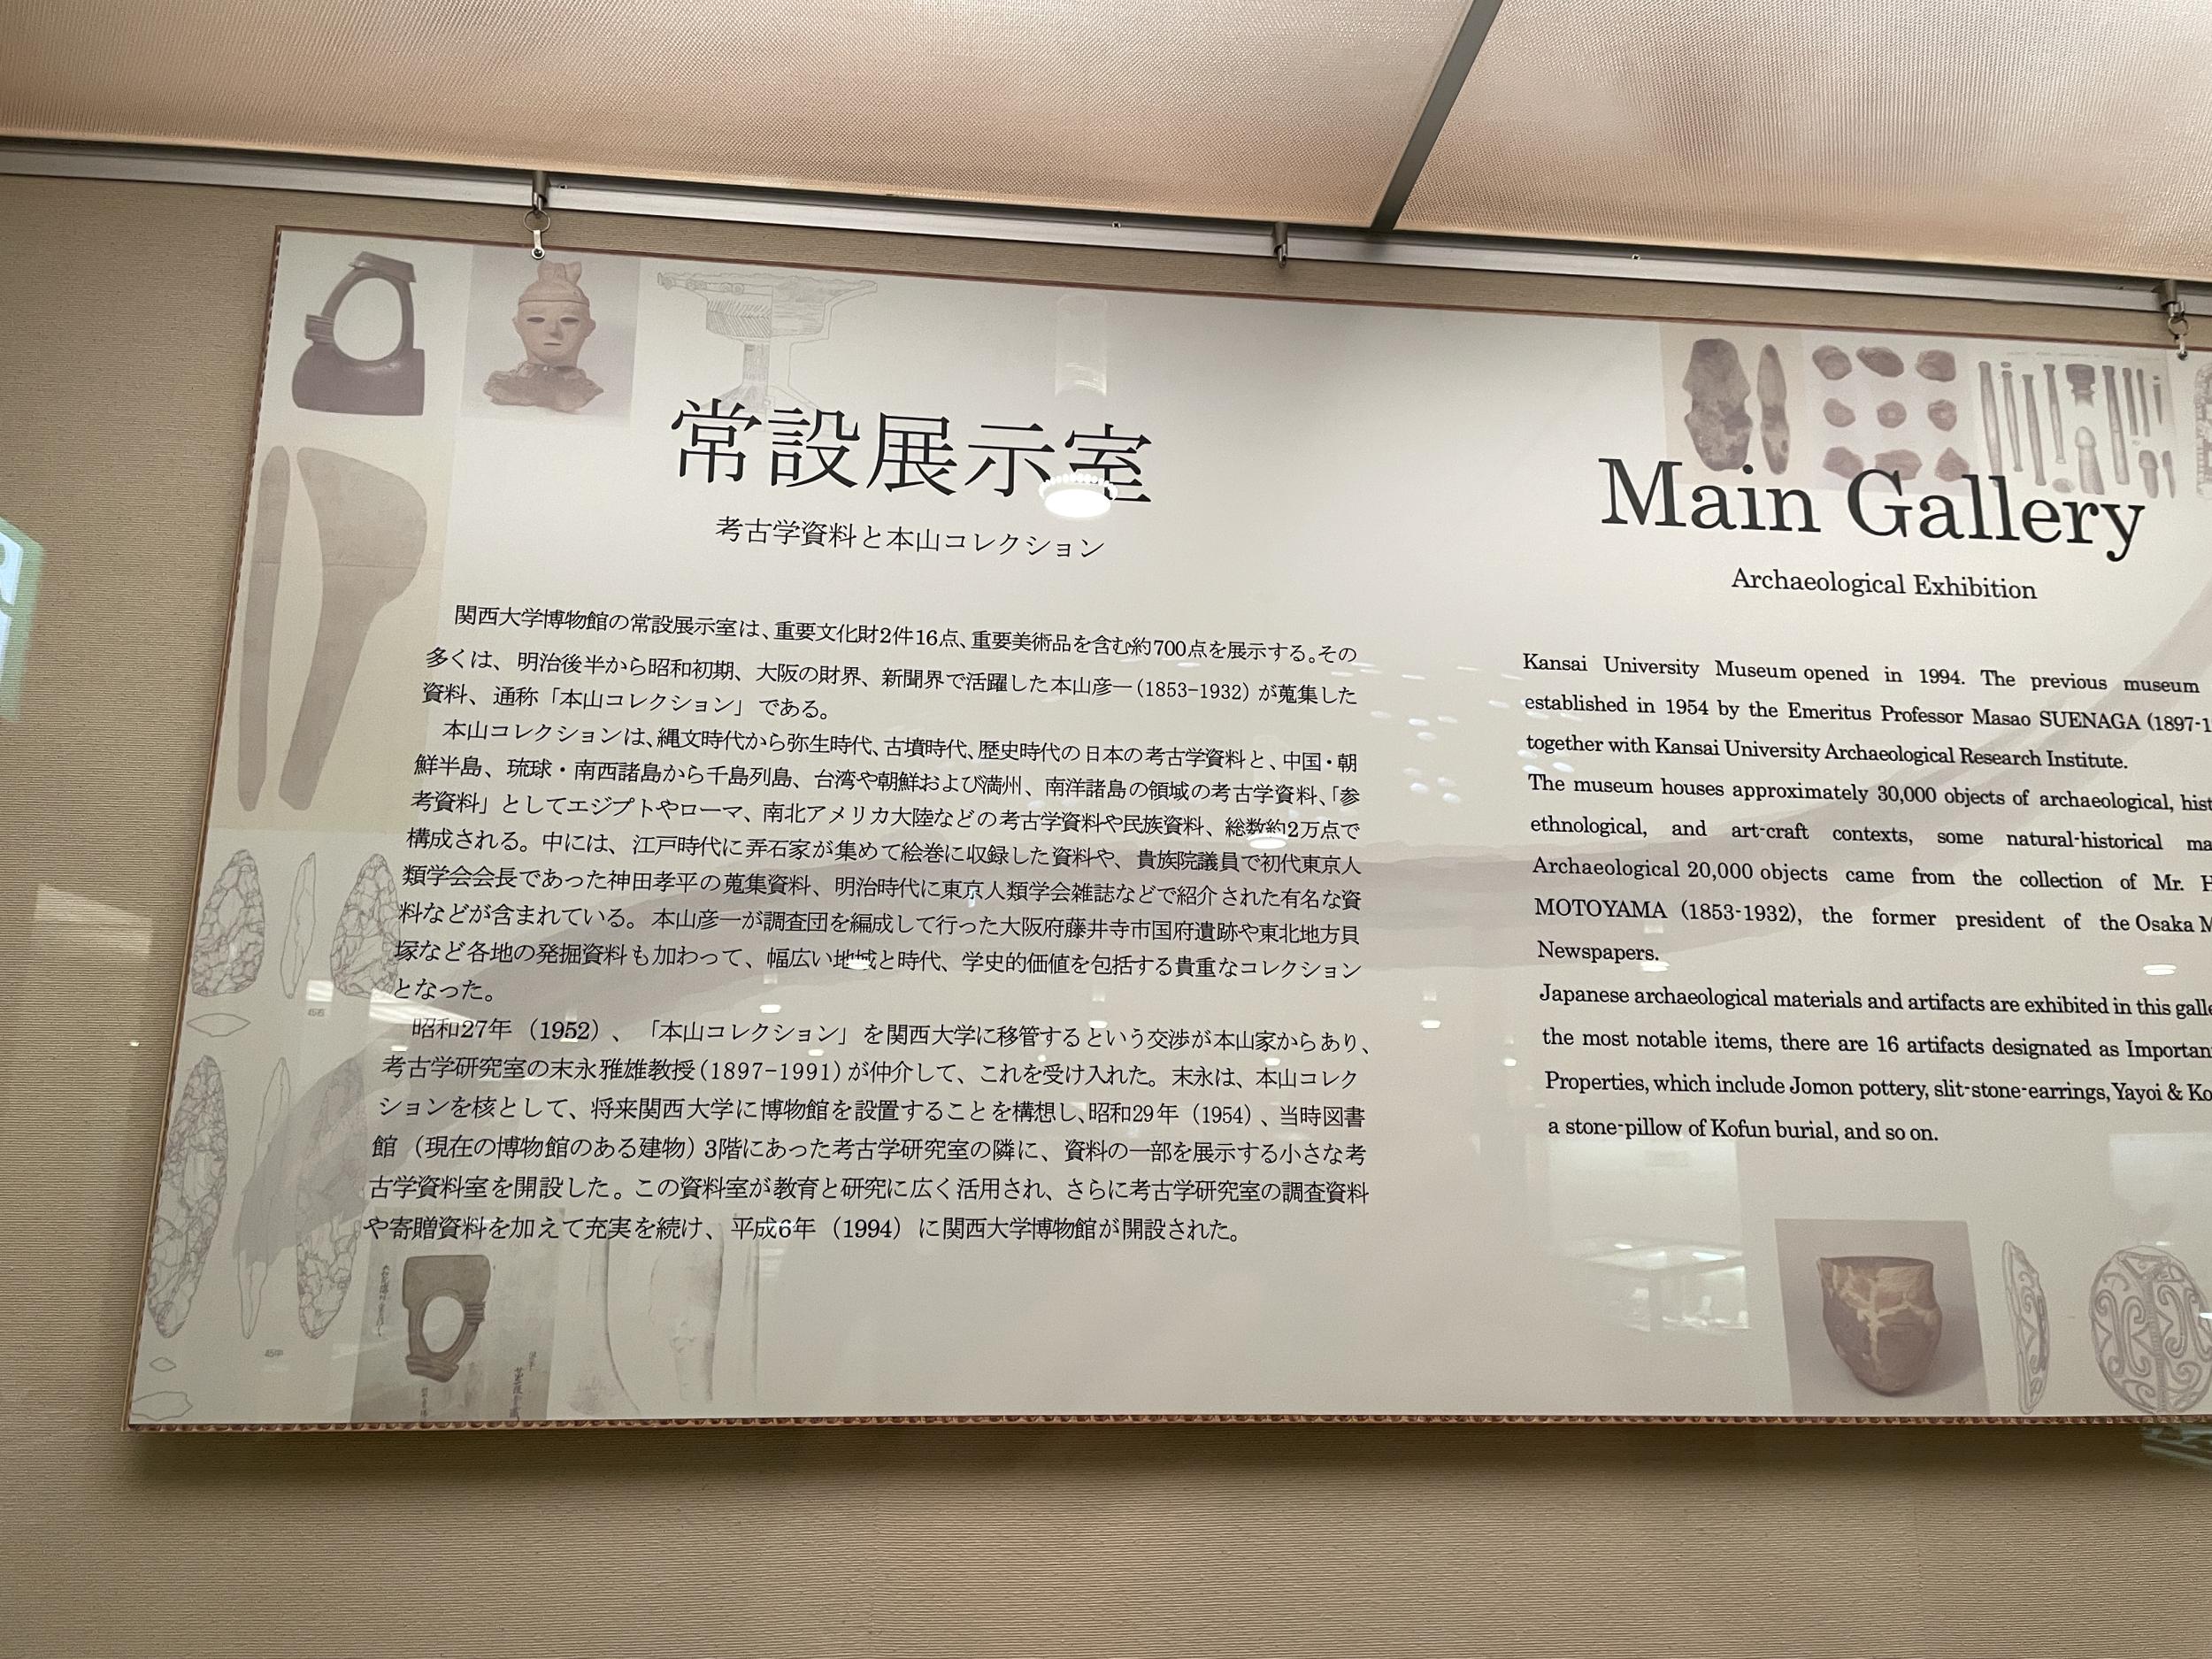 常設展示室
考古学資料と本山コレクション
関西大学博物館の常設展示室は、重要文化財2件16点、重要美術品を含む約700点を展示する。その
多くは、明治後半から昭和初期、大阪の財界、新聞界で活躍した本山彦一(1853-1932)が蒐集した
資料、通称「本山コレクション」である。
本山コレクションは、縄文時代から弥生時代、古墳時代、歴史時代の日本の考古学資料と、中国・朝
鮮半島、琉球・南西諸島から千島列島、台湾や朝鮮および満州、南洋諸島の領域の考古学資料、「参
考資料」としてエジプトやローマ、南北アメリカ大陸などの考古学資料や民族資料、総数約2万点で
構成される。中には、江戸時代に弄石家が集めて絵巻に収録した資料や、貴族院議員で初代東京人
類学会会長であった神田孝平の蒐集資料、明治時代に東京人類学会雑誌などで紹介された有名な資
料などが含まれている。本山彦一が調査団を編成して行った大阪府藤井寺市国府遺跡や東北地方貝
塚など各地の発掘資料も加わって、幅広い地域と時代、学史的価値を包括する貴重なコレクション
となった。
昭和27年（1952）、「本山コレクション」を関西大学に移管するという交渉が本山家からあり、
考古学研究室の末永雅雄教授(1897-1991)が仲介して、これを受け入れた。末永は、本山コレク
ションを核として、将来関西大学に博物館を設置することを構想し、昭和29年（1954）、当時図書
館（現在の博物館のある建物）3階にあった考古学研究室の隣に、資料の一部を展示する小さな考
古学資料室を開設した。この資料室が教育と研究に広く活用され、さらに考古学研究室の調査資料
や寄贈資料を加えて充実を続け、平成6年（1994）に関西大学博物館が開設された。
Main Gallery
Archaeological Exhibition
Kansai University Museum opened in 1994. The previous museum
established in 1954 by the Emeritus Professor Masao SUENAGA (1897-1
together with Kansai University Archaeological Research Institute.
The museum houses approximately 30,000 objects of archaeological,
ethnological, and art-craft contexts, some natural-historical
Archaeological 20,000 objects came from the collection of Mr.
MOTOYAMA (1853-1932), the former president of the Osaka
Newspapers.
Japanese archaeological materials and artifacts are exhibited in this
the most notable items, there are 16 artifacts designated as
Properties, which include Jomon pottery, slit-stone-earrings, Yayoi &
a stone-pillow of Kofun burial, and so on.